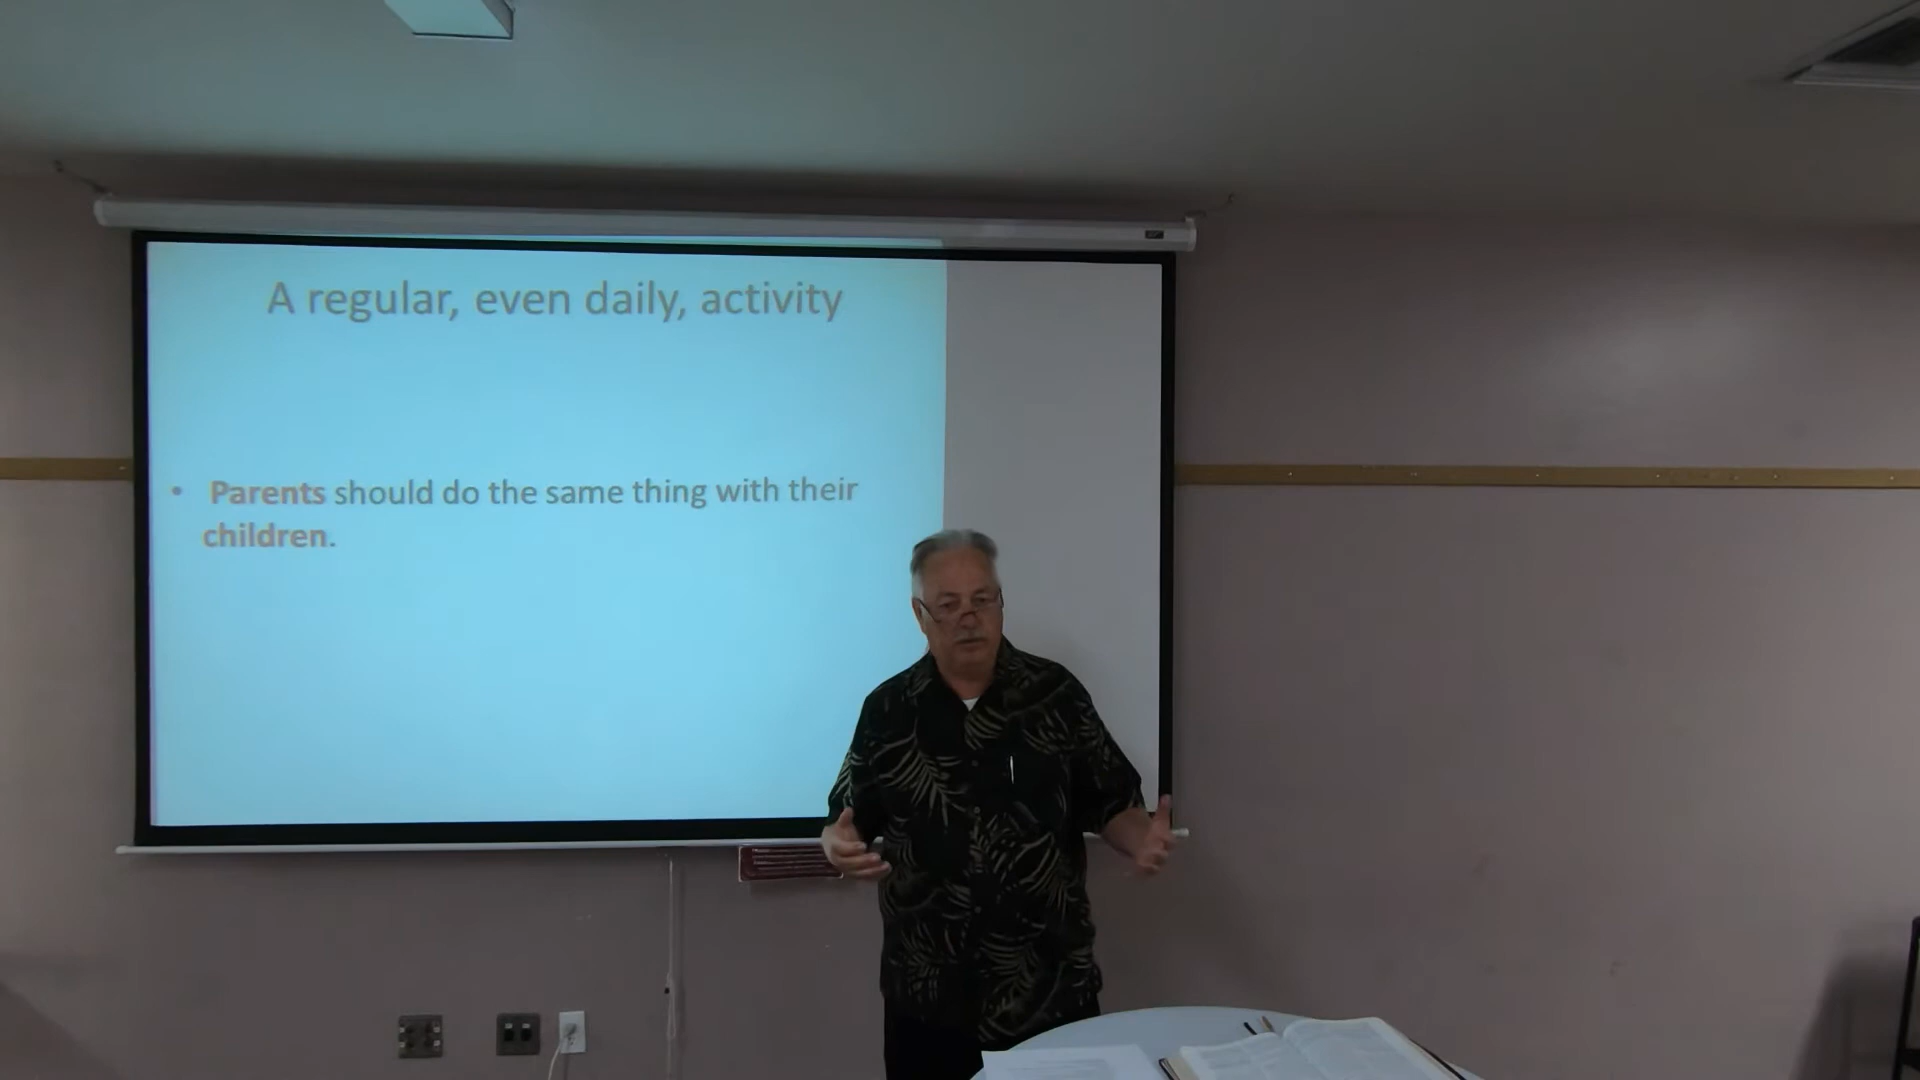 A regular, even daily, activity
• Parents should do the same thing with their
children.